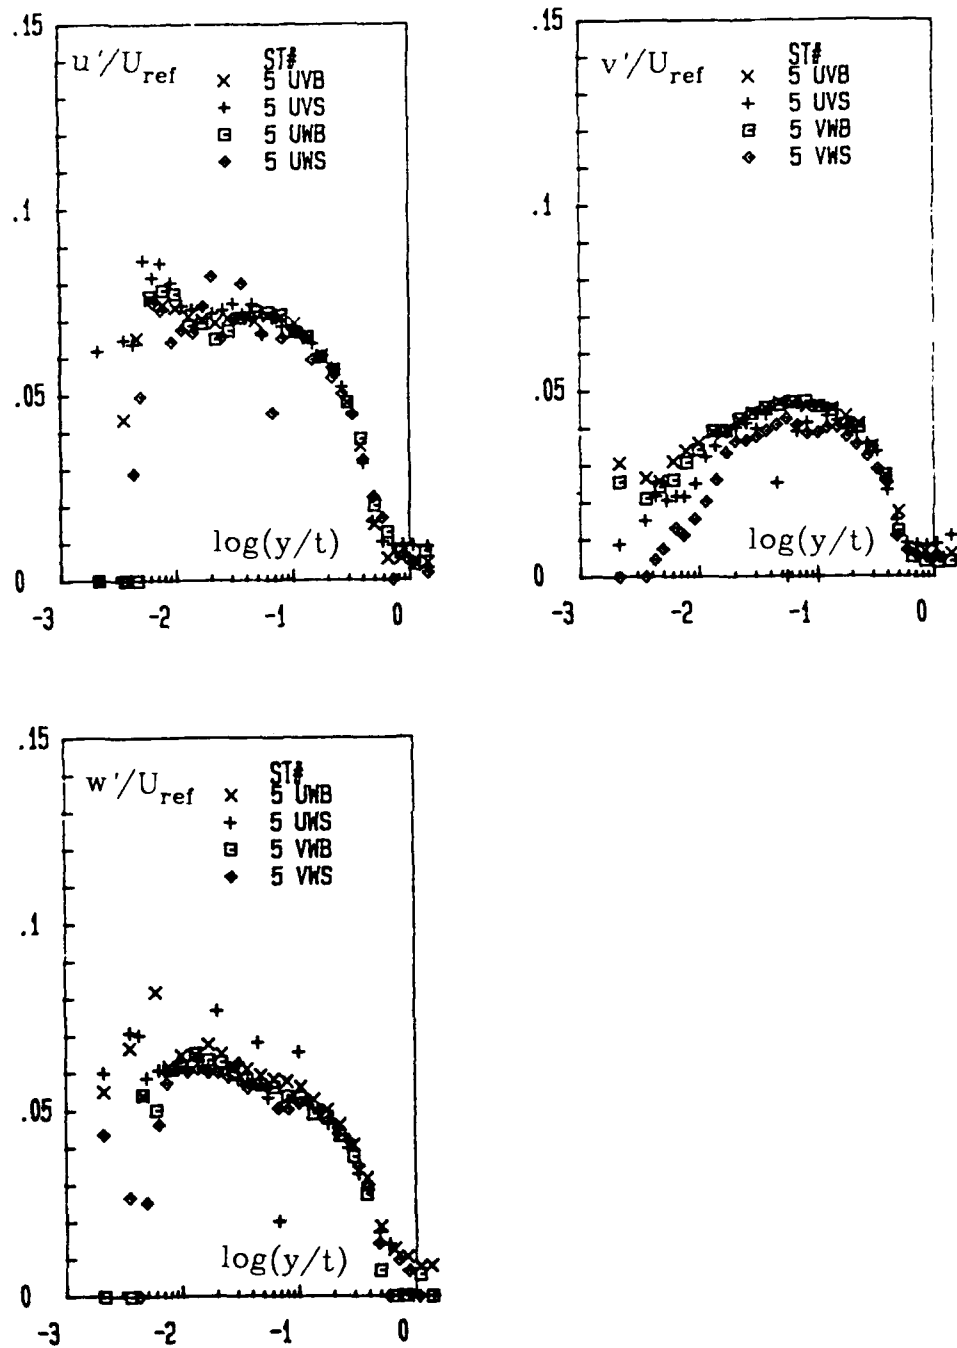 .15
u′/U_ref
ST#
5 UVB
5 UVS
5 UWB
5 UWS
.1
.05
log(y/t)
0
-3
-2
-1
0
.15
v′/U_ref
ST#
5 UVB
5 UVS
5 VWB
5 VWS
.1
.05
log(y/t)
0
-3
-2
-1
0
.15
w′/U_ref
ST#
5 UWB
5 UWS
5 VWB
5 VWS
.1
.05
log(y/t)
0
-3
-2
-1
0